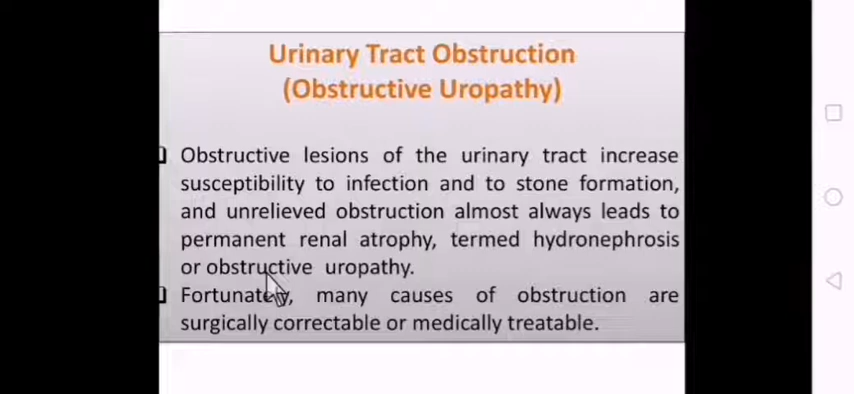 Urinary Tract Obstruction
(Obstructive Uropathy)
Obstructive lesions of the urinary tract increase
susceptibility to infection and to stone formation,
and unrelieved obstruction almost always leads to
permanent renal atrophy, termed hydronephrosis
or obstructive uropathy.
Fortunately, many causes of obstruction are
surgically correctable or medically treatable.